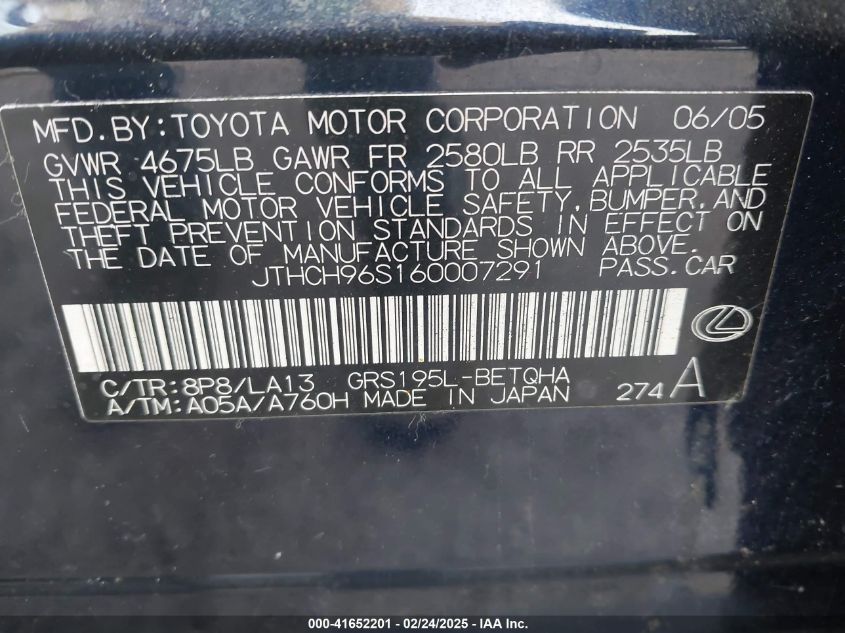 MFD.BY:TOYOTA MOTOR CORPORATION 06/05
GVWR 4675LB GAWR FR 2580LB RR 2535LB
THIS VEHICLE CONFORMS TO ALL APPLICABLE
FEDERAL MOTOR VEHICLE SAFETY,BUMPER,AND
THEFT PREVENTION STANDARDS IN EFFECT ON
THE DATE OF MANUFACTURE SHOWN ABOVE.
JTHCH96S160007291 PASS.CAR
C/TR:8P8/LA13 GRS195L-BETQHA
A/TM:A05A/A760H MADE IN JAPAN 274 A
000-41652201 - 02/24/2025 - IAA Inc.